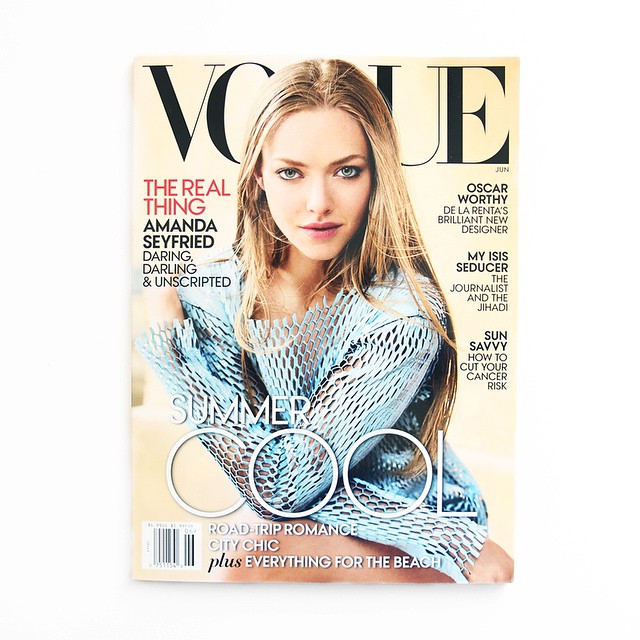 VOGUE
JUN
THE REAL
THING
AMANDA
SEYFRIED
DARING,
DARLING
& UNSCRIPTED
OSCAR
WORTHY
DE LA RENTA'S
BRILLIANT NEW
DESIGNER
MY ISIS
SEDUCER
THE
JOURNALIST
AND THE
JIHADI
SUN
SAVVY
HOW TO
CUT YOUR
CANCER
RISK
SUMMER
COOL
ROAD-TRIP ROMANCE
CITY CHIC
plus EVERYTHING FOR THE BEACH